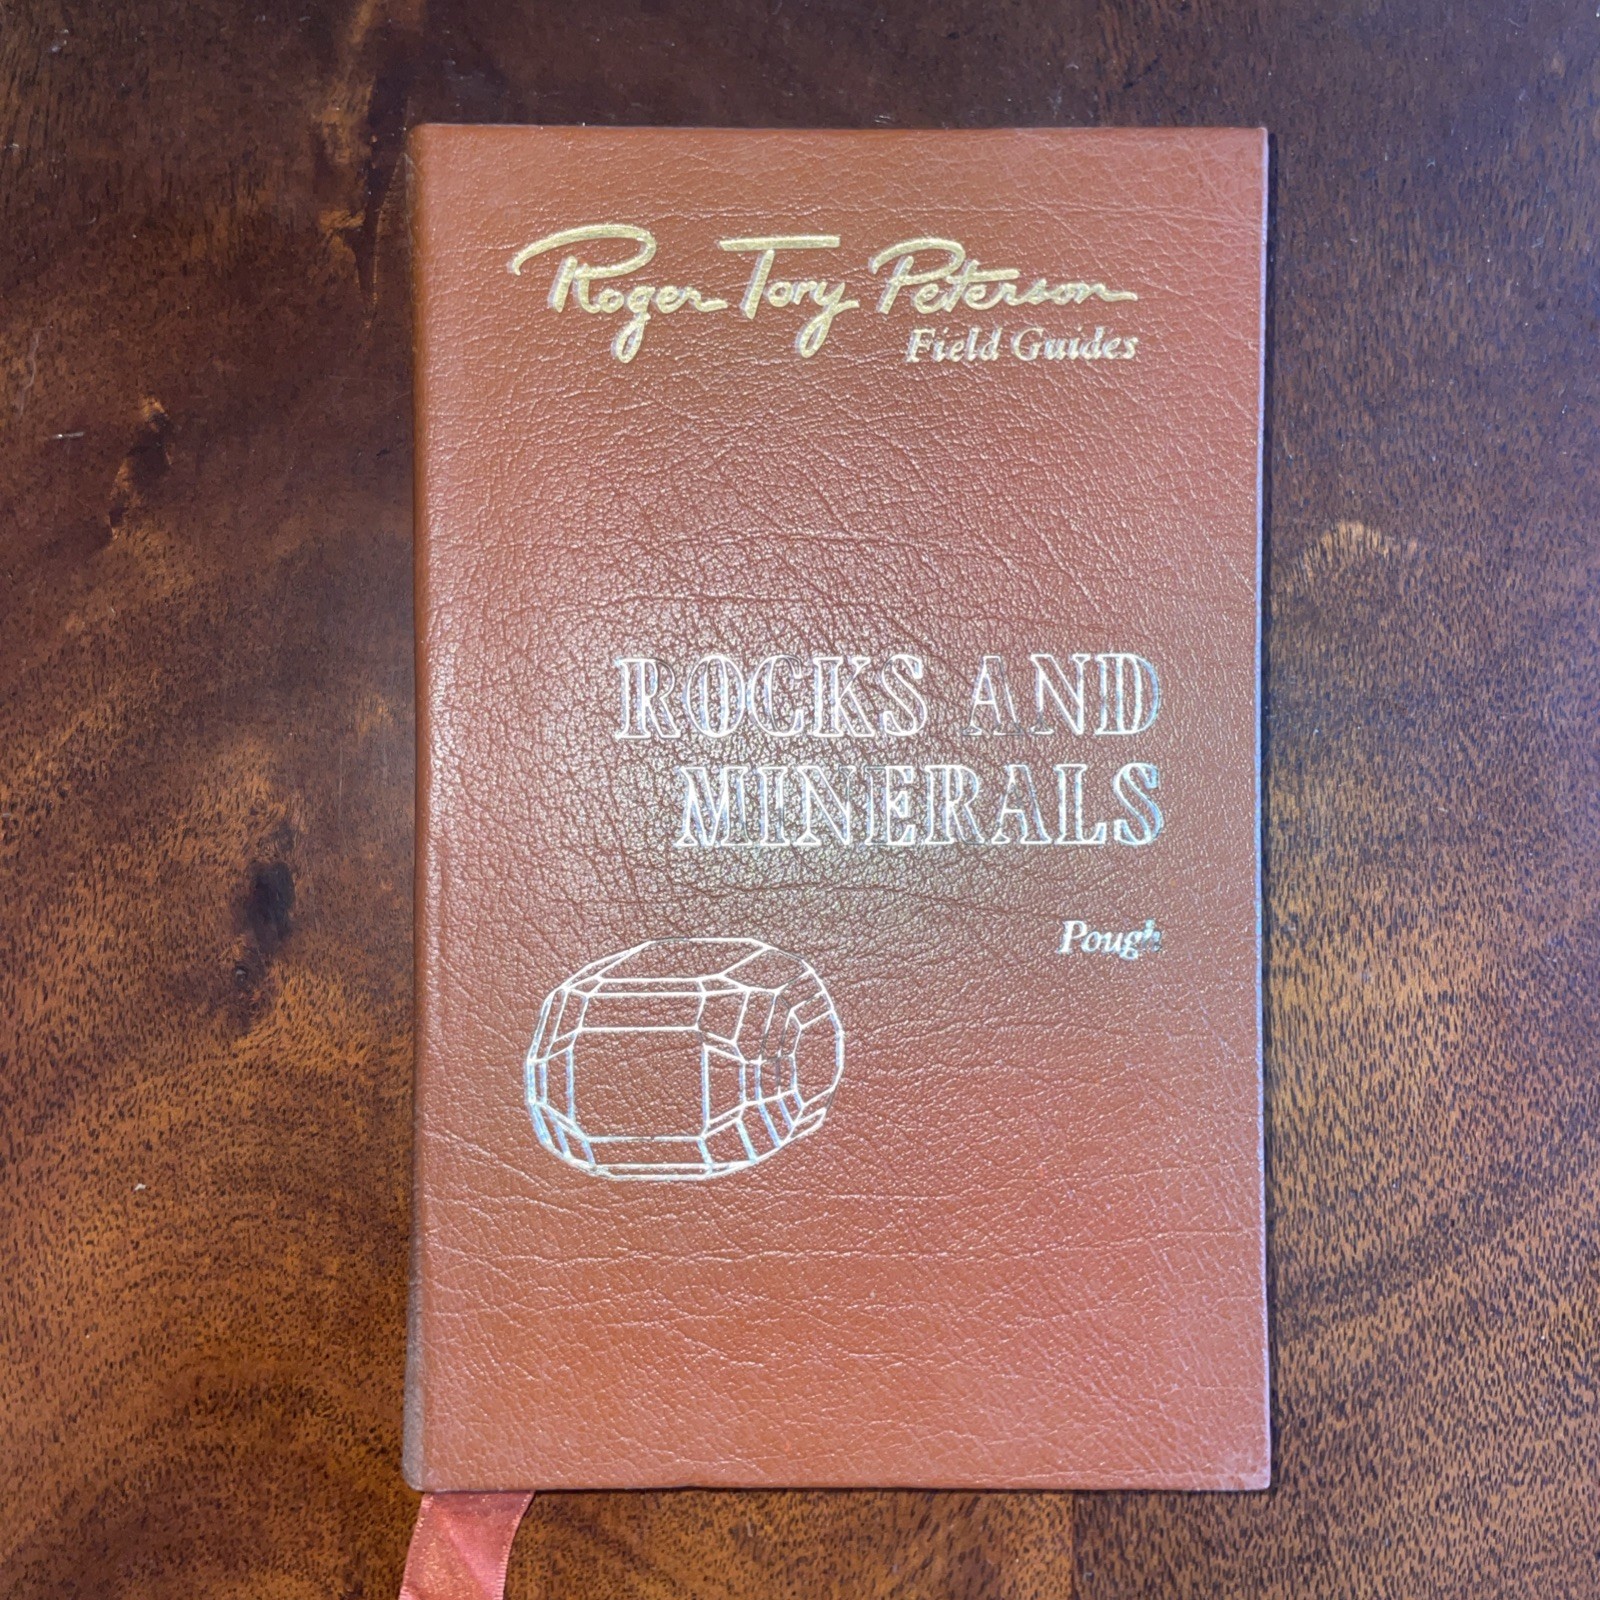 Roger Tory Peterson
Field Guides
ROCKS AND
MINERALS
Pough